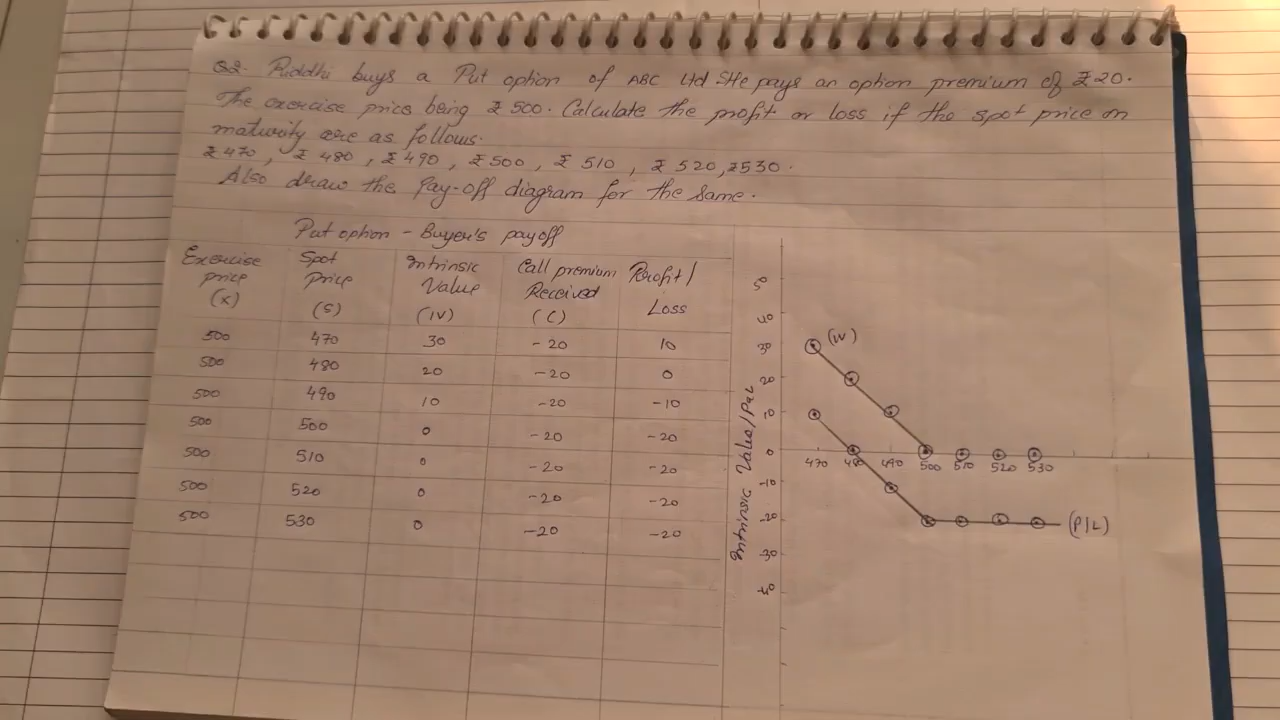 Q2. Riddhi buys a Put option of ABC Ltd. She pays an option premium of ₹20.
The exercise price being ₹ 500. Calculate the profit or loss if the spot price on
maturity are as follows.
₹470, ₹480, ₹490, ₹500, ₹510, ₹520, ₹530.
Also draw the Pay-off diagram for the same.
Put option - Buyer's payoff
Exercise price (X) Spot Price (S) Intrinsic Value (IV) Call premium Received (C) Profit/ Loss
500 470 30 -20 10
500 480 20 -20 0
500 490 10 -20 -10
500 500 0 -20 -20
500 510 0 -20 -20
500 520 0 -20 -20
500 530 0 -20 -20
Intrinsic Value/P&L
50
40
30
20
10
0
-10
-20
-30
-40
470 480 490 500 510 520 530
(IV)
(P/L)